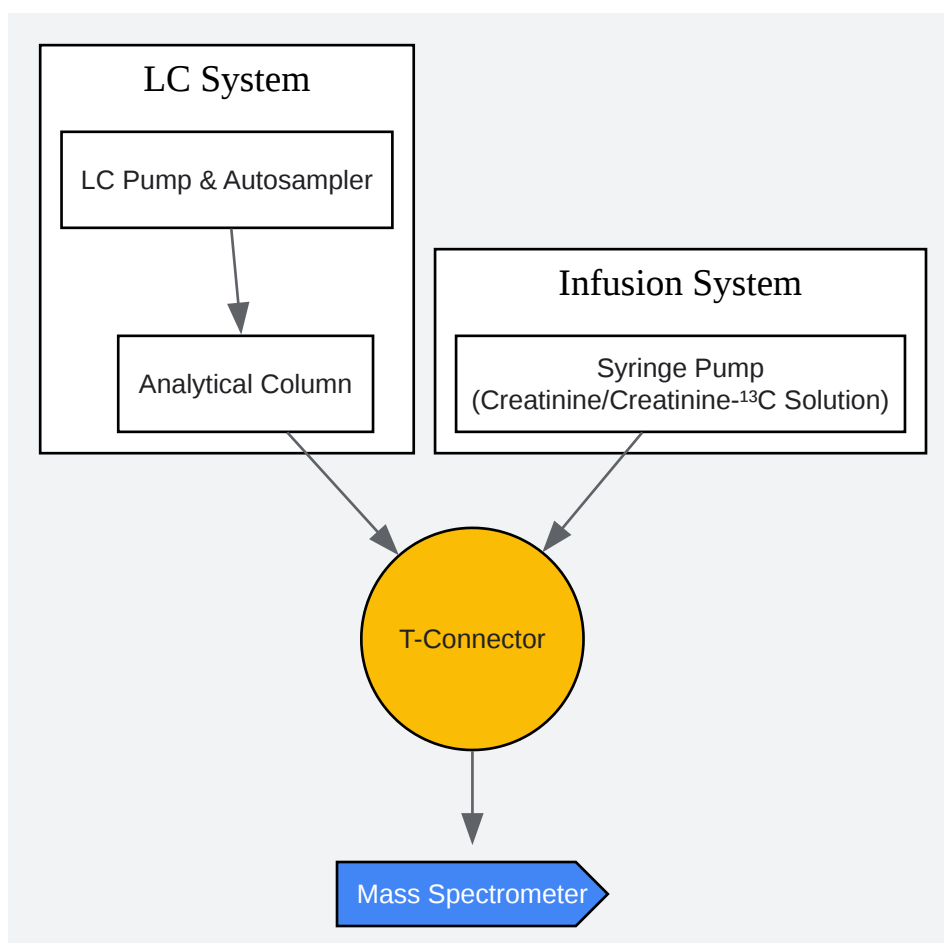 LC System
LC Pump & Autosampler
Analytical Column
Infusion System
Syringe Pump
(Creatinine/Creatinine-¹³C Solution)
T-Connector
Mass Spectrometer